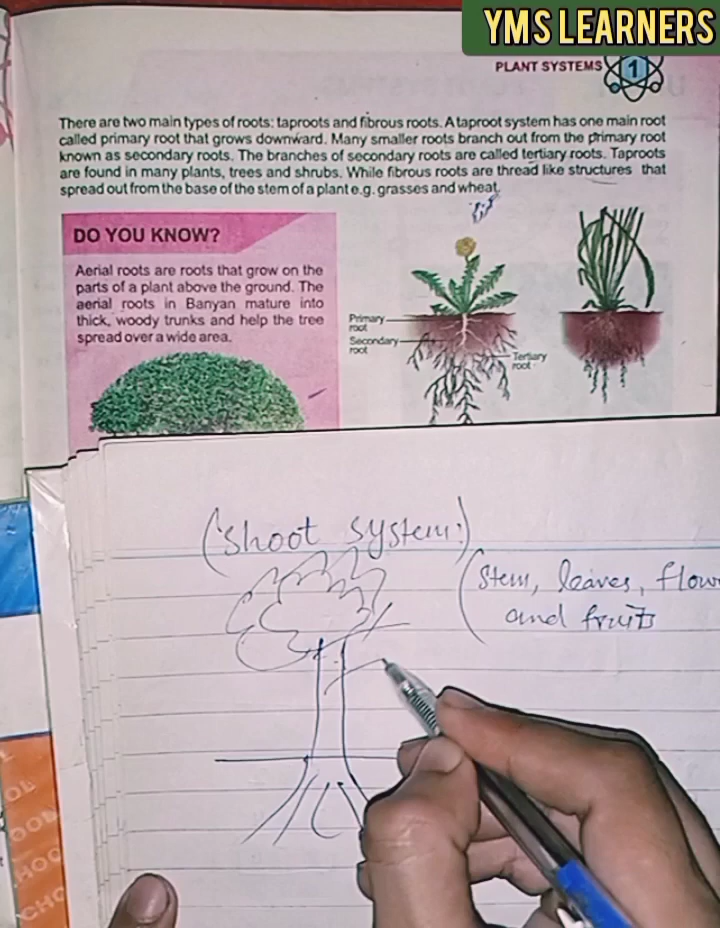 YMS LEARNERS
PLANT SYSTEMS 1
There are two main types of roots: taproots and fibrous roots. A taproot system has one main root
called primary root that grows downward. Many smaller roots branch out from the primary root
known as secondary roots. The branches of secondary roots are called tertiary roots. Taproots
are found in many plants, trees and shrubs. While fibrous roots are thread like structures that
spread out from the base of the stem of a plant e.g. grasses and wheat.
DO YOU KNOW?
Aerial roots are roots that grow on the
parts of a plant above the ground. The
aerial roots in Banyan mature into
thick, woody trunks and help the tree
spread over a wide area.
Primary
root
Secondary
root
Tertiary
root
(Shoot system:)
(Stem, leaves, flow
and fruits